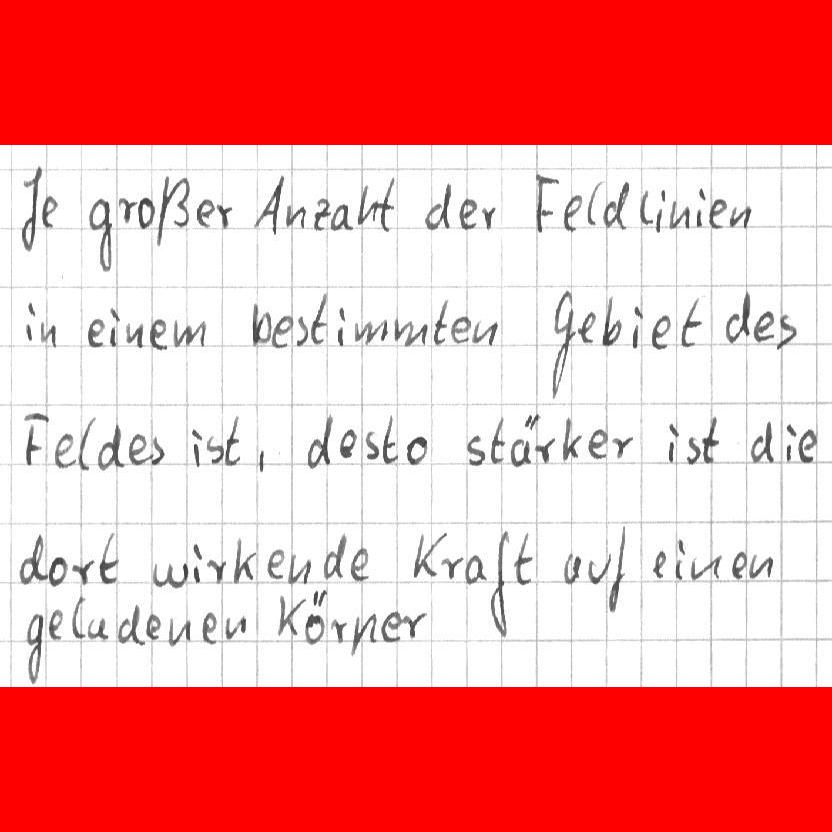 Je großer Anzahl der Feldlinien
in einem bestimmten Gebiet des
Feldes ist, desto stärker ist die
dort wirkende Kraft auf einen
geladenen Körper